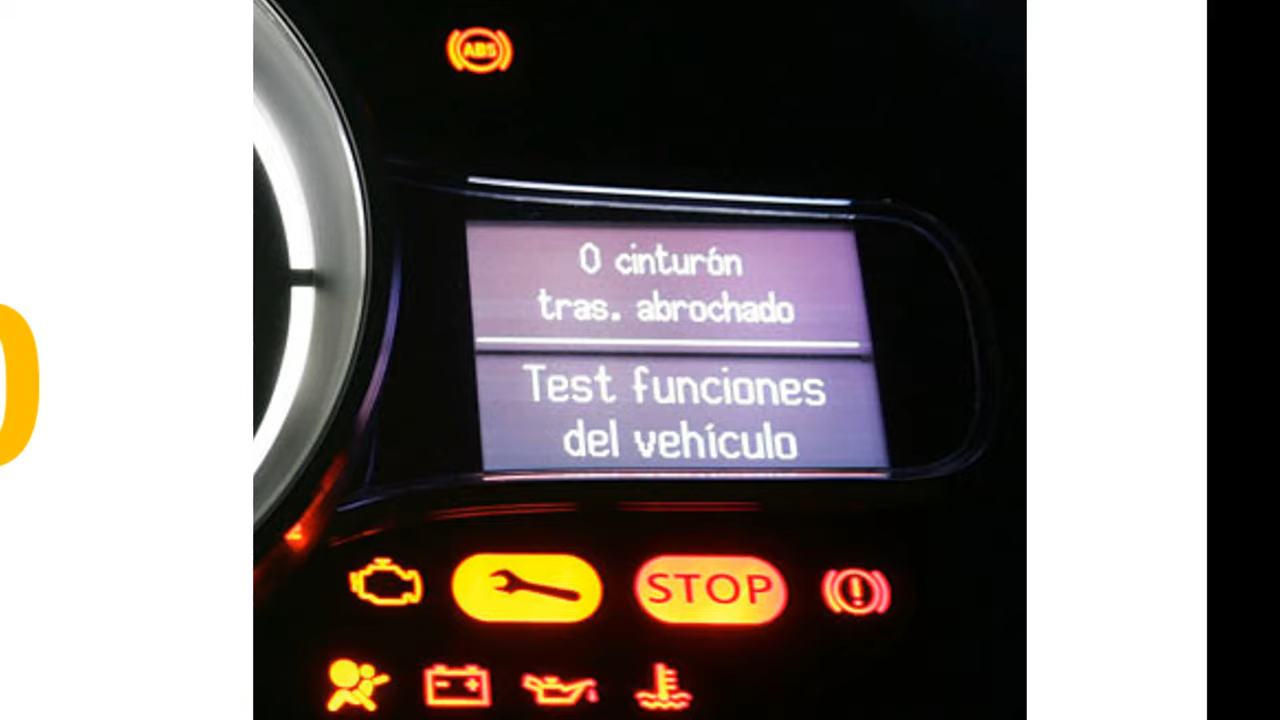 ABS
0 cinturón
tras. abrochado
Test funciones
del vehículo
STOP